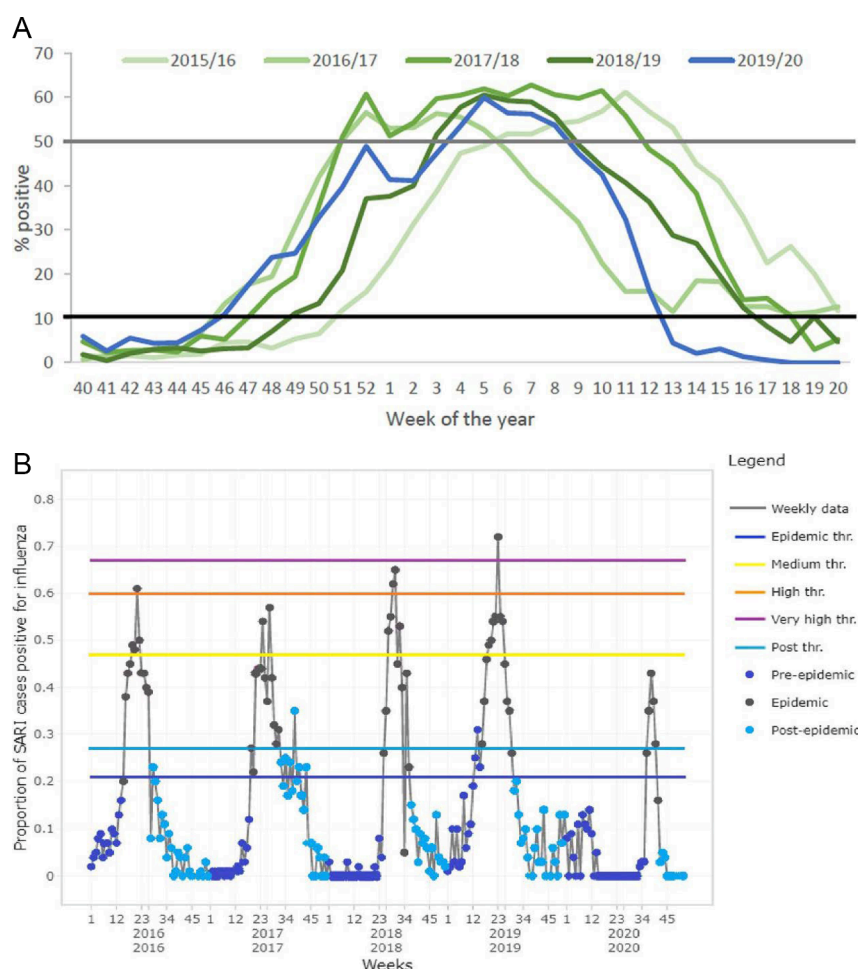 A
70
2015/16 2016/17 2017/18 2018/19 2019/20
60
50
40
30
20
10
0
% positive
40 41 42 43 44 45 46 47 48 49 50 51 52 1 2 3 4 5 6 7 8 9 10 11 12 13 14 15 16 17 18 19 20
Week of the year
B
Legend
Weekly data
Epidemic thr.
Medium thr.
High thr.
Very high thr.
Post thr.
Pre-epidemic
Epidemic
Post-epidemic
Proportion of SARI cases positive for influenza
0.8
0.7
0.6
0.5
0.4
0.3
0.2
0.1
0
1 12 23 34 45 1 12 23 34 45 1 12 23 34 45 1 12 23 34 45 1 12 23 34 45
2016 2017 2018 2019 2020
2016 2017 2018 2019 2020
Weeks